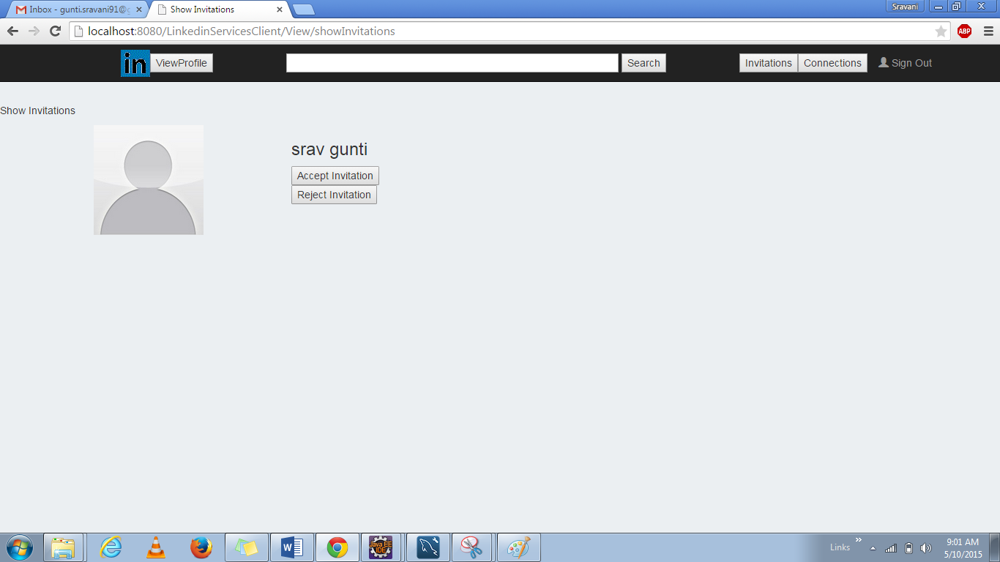 Inbox - gunti.sravani91@g
Show Invitations
Sravani
localhost:8080/LinkedinServicesClient/View/showInvitations
ABP
in
ViewProfile
Search
Invitations
Connections
Sign Out
Show Invitations
srav gunti
Accept Invitation
Reject Invitation
W
Java EE
IDE
Links
9:01 AM
5/10/2015